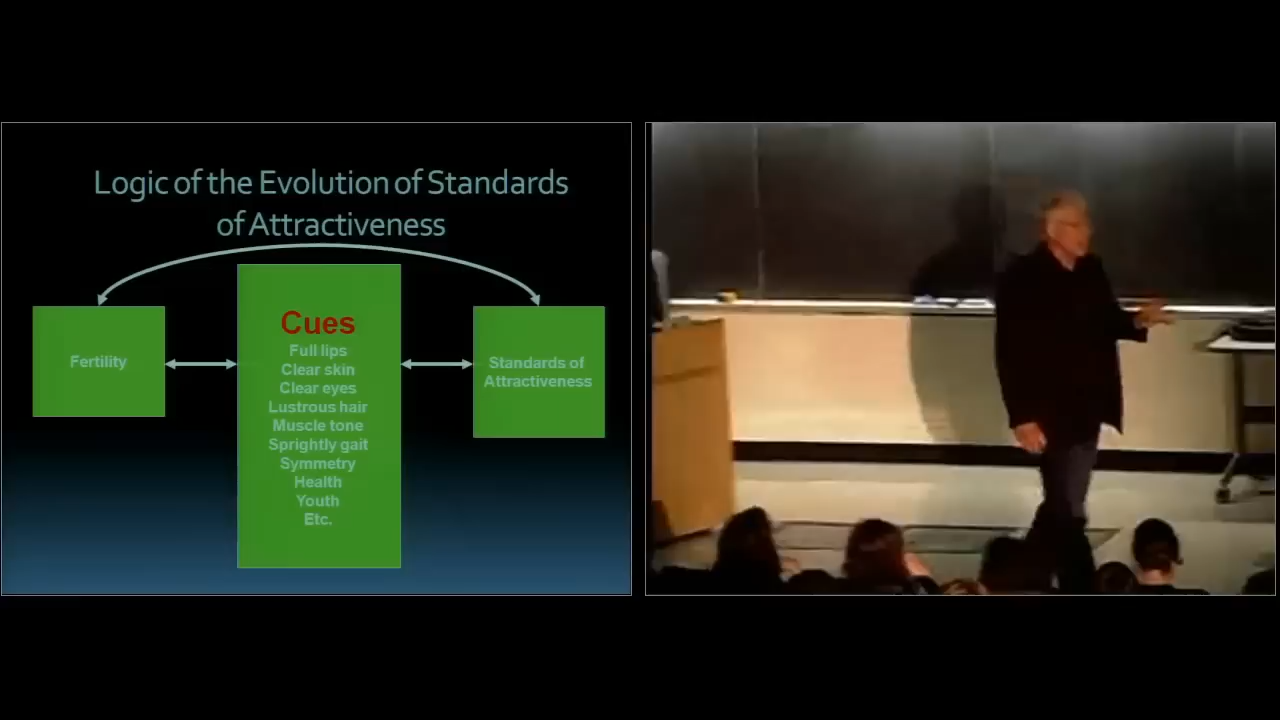 Logic of the Evolution of Standards
of Attractiveness
Fertility
Cues
Full lips
Clear skin
Clear eyes
Lustrous hair
Muscle tone
Sprightly gait
Symmetry
Health
Youth
Etc.
Standards of
Attractiveness